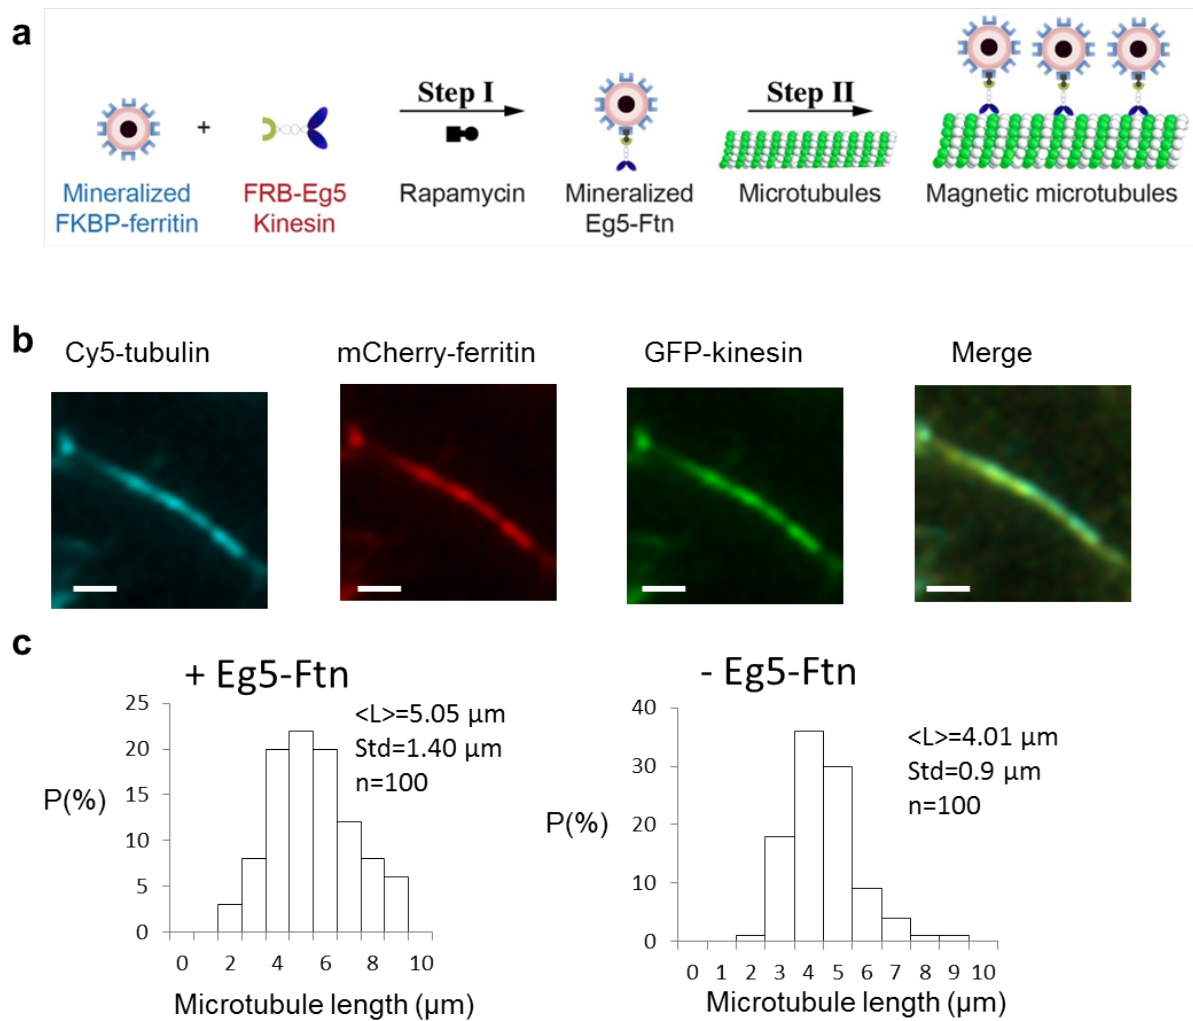 a
Step I
Step II
+
Mineralized
FKBP-ferritin
FRB-Eg5
Kinesin
Rapamycin
Mineralized
Eg5-Ftn
Microtubules
Magnetic microtubules
b
Cy5-tubulin
mCherry-ferritin
GFP-kinesin
Merge
c
+ Eg5-Ftn
<L>=5.05 µm
Std=1.40 µm
n=100
P(%)
25
20
15
10
5
0
0 2 4 6 8 10
Microtubule length (µm)
- Eg5-Ftn
<L>=4.01 µm
Std=0.9 µm
n=100
P(%)
40
30
20
10
0
0 1 2 3 4 5 6 7 8 9 10
Microtubule length (µm)